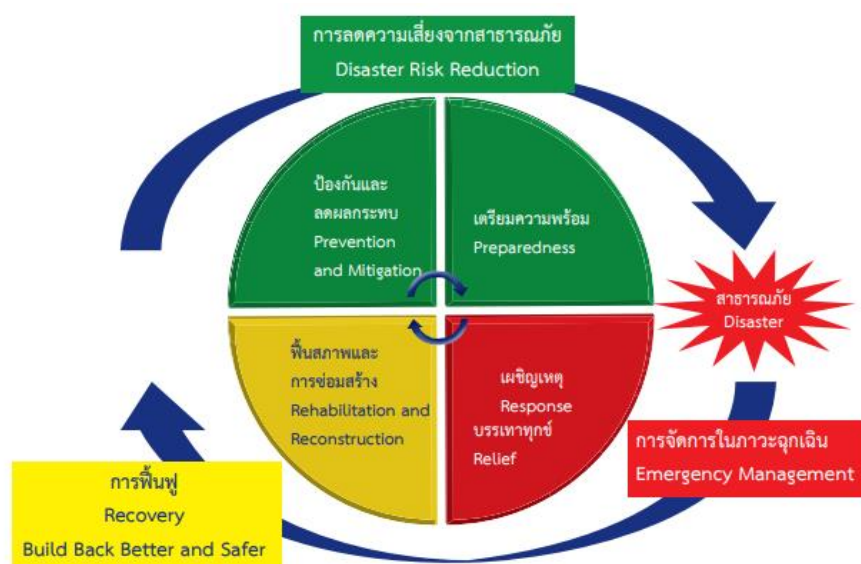 การลดความเสี่ยงจากสาธารณภัย
Disaster Risk Reduction
ป้องกันและ
ลดผลกระทบ
Prevention
and Mitigation
เตรียมความพร้อม
Preparedness
สาธารณภัย
Disaster
ฟื้นสภาพและ
การซ่อมสร้าง
Rehabilitation and
Reconstruction
เผชิญเหตุ
Response
บรรเทาทุกข์
Relief
การจัดการในภาวะฉุกเฉิน
Emergency Management
การฟื้นฟู
Recovery
Build Back Better and Safer